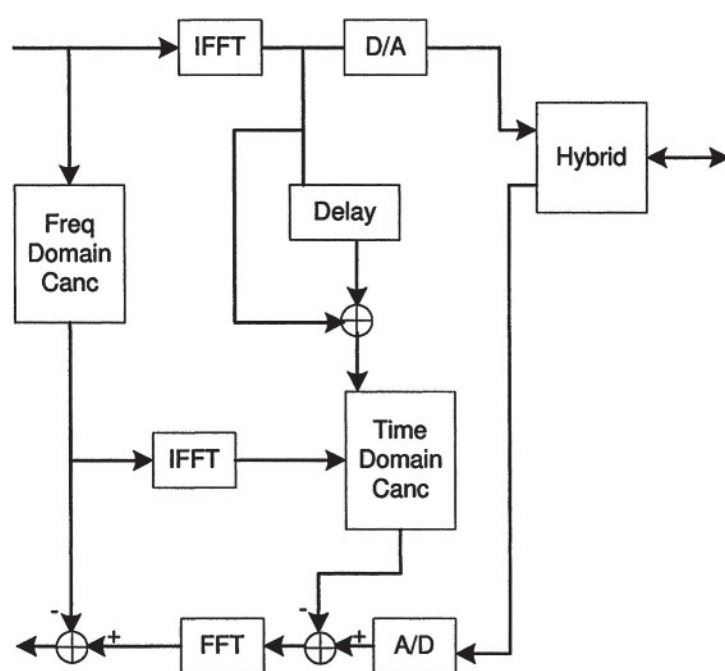 IFFT
D/A
Hybrid
Freq
Domain
Canc
Delay
Time
Domain
Canc
IFFT
-
-
+
FFT
+
A/D